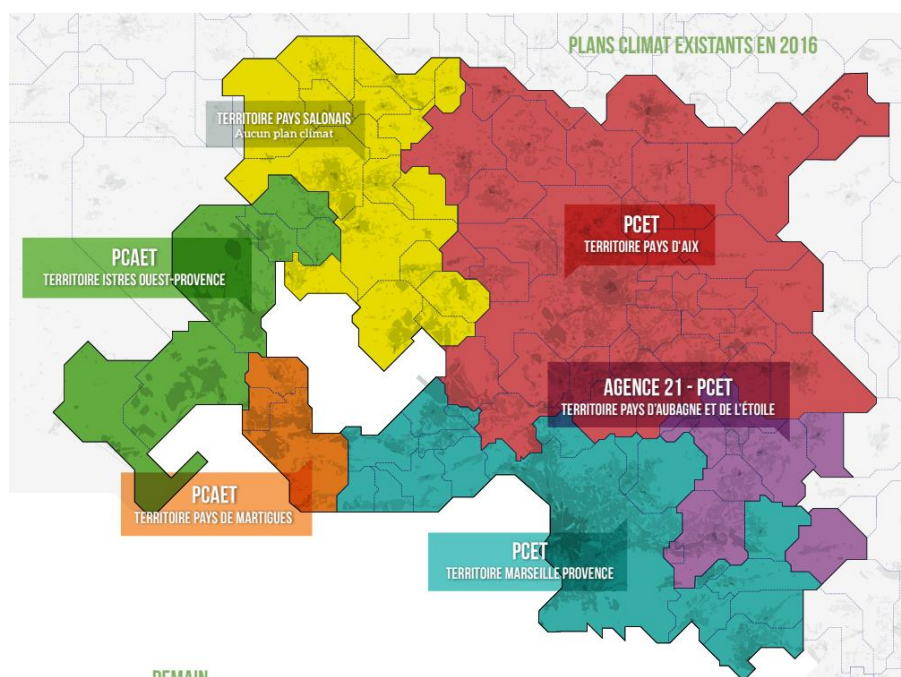 PLANS CLIMAT EXISTANTS EN 2016
TERRITOIRE PAYS SALONAIS
Aucun plan climat
PCET
TERRITOIRE PAYS D'AIX
PCAET
TERRITOIRE ISTRES OUEST-PROVENCE
AGENCE 21 - PCET
TERRITOIRE PAYS D'AUBAGNE ET DE L'ÉTOILE
PCAET
TERRITOIRE PAYS DE MARTIGUES
PCET
TERRITOIRE MARSEILLE PROVENCE
DEMAIN